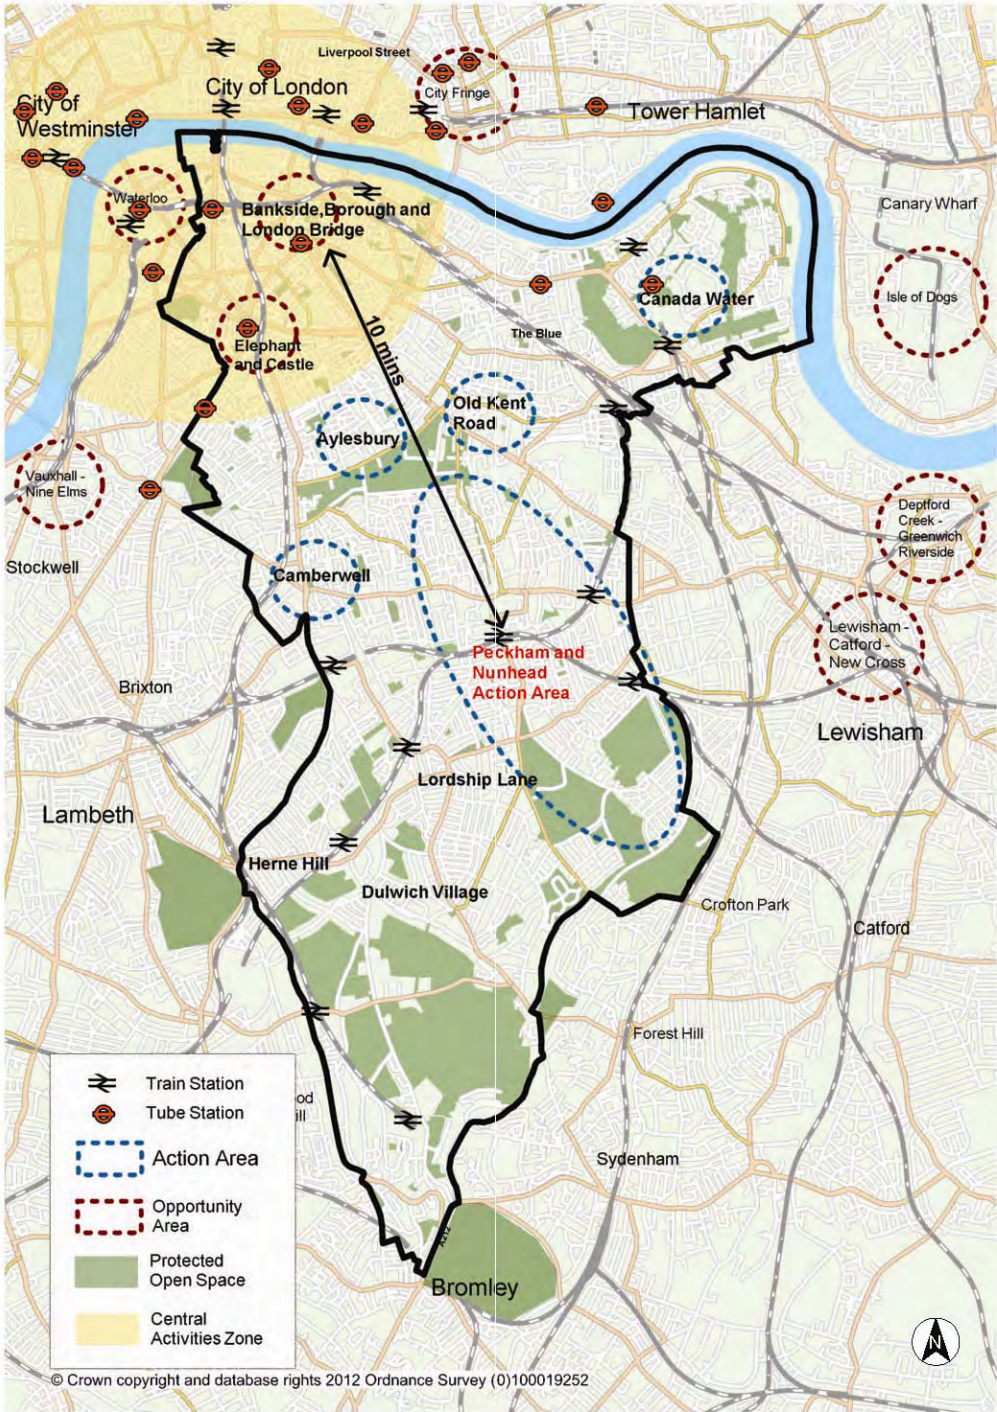 Liverpool Street
City of London
City of
Westminster
City Fringe
Tower Hamlet
Waterloo
Bankside,Borough and
London Bridge
Canary Wharf
Canada Water
Isle of Dogs
The Blue
Elephant
and Castle
10 mins
Old Kent
Road
Aylesbury
Vauxhall -
Nine Elms
Deptford
Creek -
Greenwich
Riverside
Stockwell
Camberwell
Lewisham -
Catford -
New Cross
Peckham and
Nunhead
Action Area
Brixton
Lewisham
Lordship Lane
Lambeth
Herne Hill
Dulwich Village
Crofton Park
Catford
Forest Hill
Train Station
Tube Station
Action Area
Opportunity
Area
Protected
Open Space
Central
Activities Zone
ood
ill
Sydenham
A212
Bromley
N
© Crown copyright and database rights 2012 Ordnance Survey (0)100019252